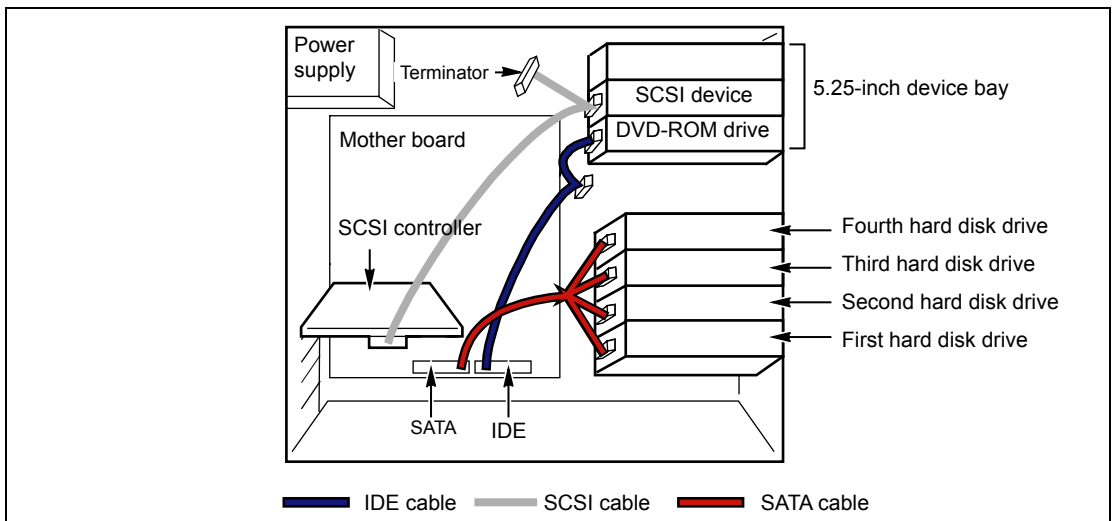 Power
supply
Terminator
SCSI device
DVD-ROM drive
5.25-inch device bay
Mother board
SCSI controller
Fourth hard disk drive
Third hard disk drive
Second hard disk drive
First hard disk drive
SATA
IDE
IDE cable
SCSI cable
SATA cable